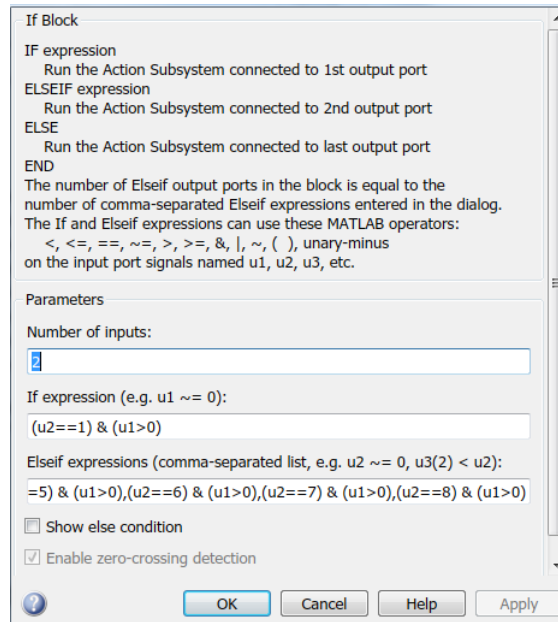 If Block
IF expression
Run the Action Subsystem connected to 1st output port
ELSEIF expression
Run the Action Subsystem connected to 2nd output port
ELSE
Run the Action Subsystem connected to last output port
END
The number of Elseif output ports in the block is equal to the
number of comma-separated Elseif expressions entered in the dialog.
The If and Elseif expressions can use these MATLAB operators:
<, <=, ==, ~=, >, >=, &, |, ~, ( ), unary-minus
on the input port signals named u1, u2, u3, etc.
Parameters
Number of inputs:
2
If expression (e.g. u1 ~= 0):
(u2==1) & (u1>0)
Elseif expressions (comma-separated list, e.g. u2 ~= 0, u3(2) < u2):
=5) & (u1>0),(u2==6) & (u1>0),(u2==7) & (u1>0),(u2==8) & (u1>0)
Show else condition
Enable zero-crossing detection
? OK Cancel Help Apply